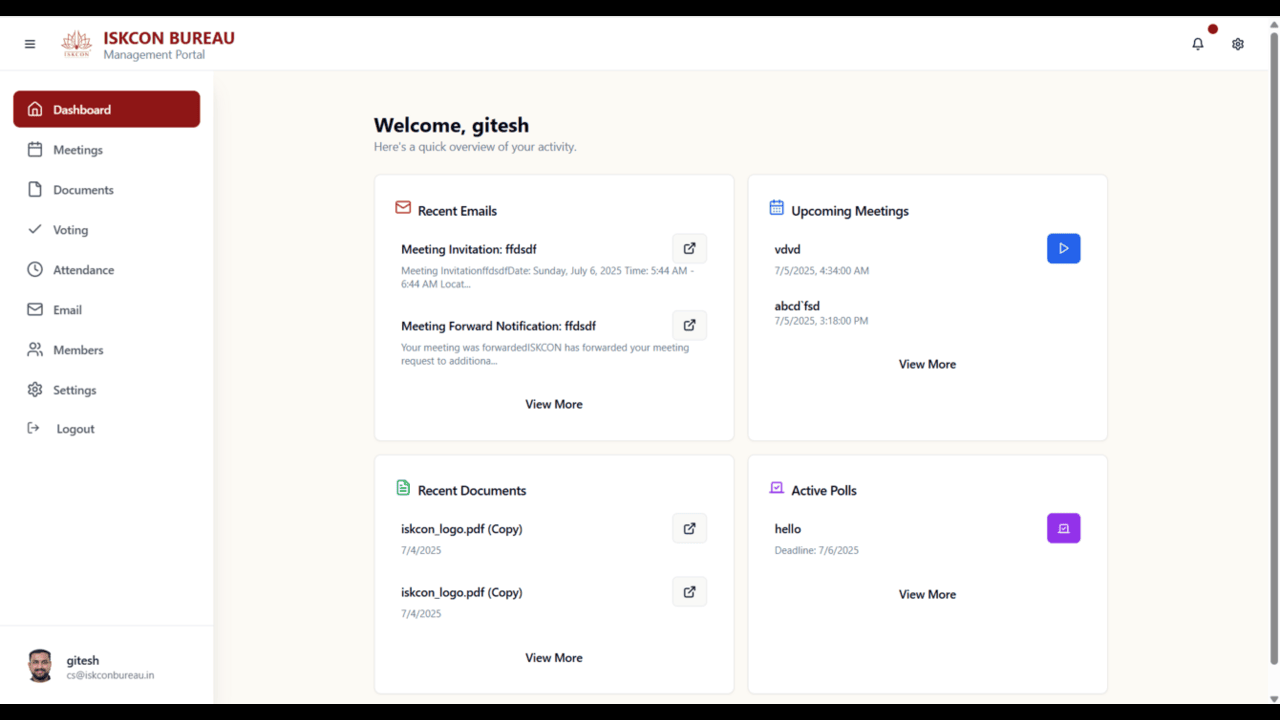 ISKCON
ISKCON BUREAU
Management Portal
Dashboard
Meetings
Documents
Voting
Attendance
Email
Members
Settings
Logout
gitesh
cs@iskconbureau.in
Welcome, gitesh
Here's a quick overview of your activity.
Recent Emails
Meeting Invitation: ffdsdf
Meeting InvitationffdsdfDate: Sunday, July 6, 2025 Time: 5:44 AM -
6:44 AM Locat...
Meeting Forward Notification: ffdsdf
Your meeting was forwardedISKCON has forwarded your meeting
request to additiona...
View More
Upcoming Meetings
vdvd
7/5/2025, 4:34:00 AM
abcd`fsd
7/5/2025, 3:18:00 PM
View More
Recent Documents
iskcon_logo.pdf (Copy)
7/4/2025
iskcon_logo.pdf (Copy)
7/4/2025
View More
Active Polls
hello
Deadline: 7/6/2025
View More